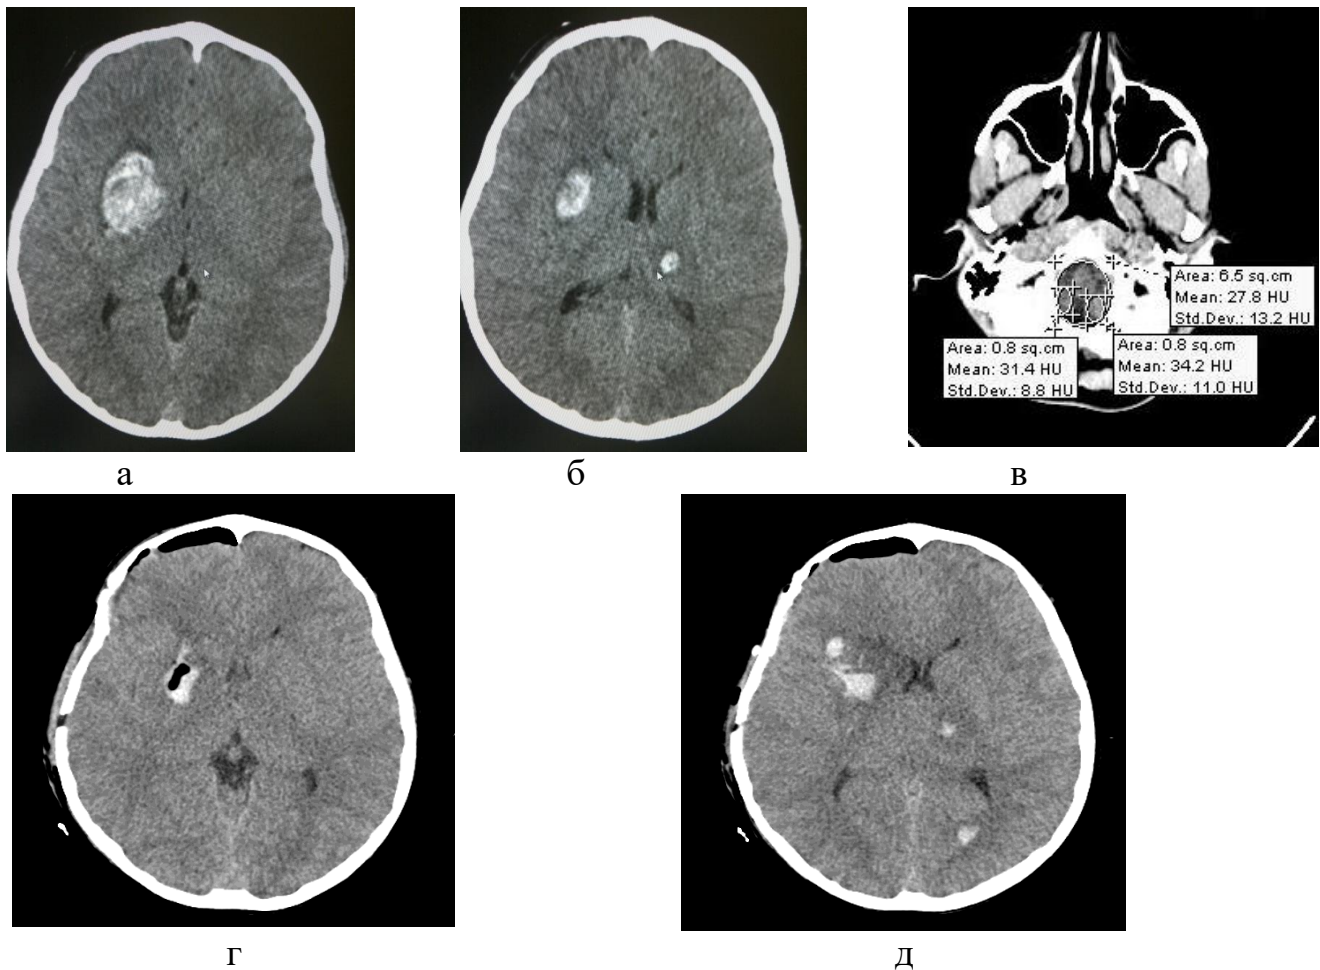 Area: 6.5 sq.cm
Mean: 27.8 HU
Std.Dev.: 13.2 HU
Area: 0.8 sq.cm
Mean: 31.4 HU
Std.Dev.: 8.8 HU
Area: 0.8 sq.cm
Mean: 34.2 HU
Std.Dev.: 11.0 HU
а
б
в
г
д